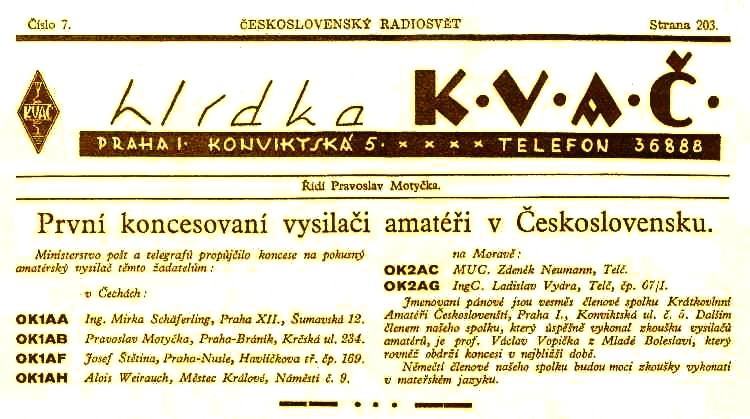 Číslo 7.
ČESKOSLOVENSKÝ RADIOSVĚT
Strana 203.
KVAČ
hlídka K·V·A·Č·
PRAHA I· KONVIKTSKÁ 5· × × × × TELEFON 36888
Řídí Pravoslav Motyčka.
První koncesovaní vysilači amatéři v Československu.
Ministerstvo pošt a telegrafů propůjčilo koncese na pokusný
amatérský vysilač těmto žadatelům:
v Čechách:
OK1AA Ing. Mirka Schäferling, Praha XII., Šumavská 12.
OK1AB Pravoslav Motyčka, Praha-Bráník, Krčská ul. 234.
OK1AF Josef Štětina, Praha-Nusle, Havlíčkova tř. čp. 169.
OK1AH Alois Weirauch, Městec Králové, Náměstí č. 9.
na Moravě:
OK2AC MUC. Zdeněk Neumann, Telč.
OK2AG IngC. Ladislav Vydra, Telč, čp. 67/I.
Jmenovaní pánové jsou vesměs členové spolku Krátkovlnní
Amatéři Českoslovenští, Praha I., Konviktská ul. č. 5. Dalším
členem našeho spolku, který úspěšně vykonal zkoušku vysilačů
amatérů, je prof. Václav Vopička z Mladé Boleslavi, který
rovněž obdrží koncesi v nejbližší době.
Němečtí členové našeho spolku budou moci zkoušky vykonati
v mateřském jazyku.